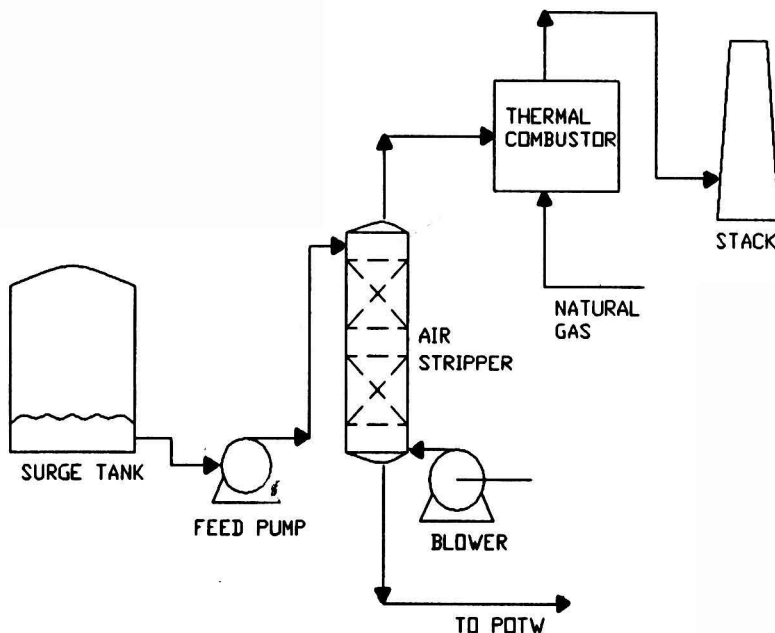 THERMAL
COMBUSTOR
STACK
NATURAL
GAS
AIR
STRIPPER
SURGE TANK
FEED PUMP
BLOWER
TO POTW